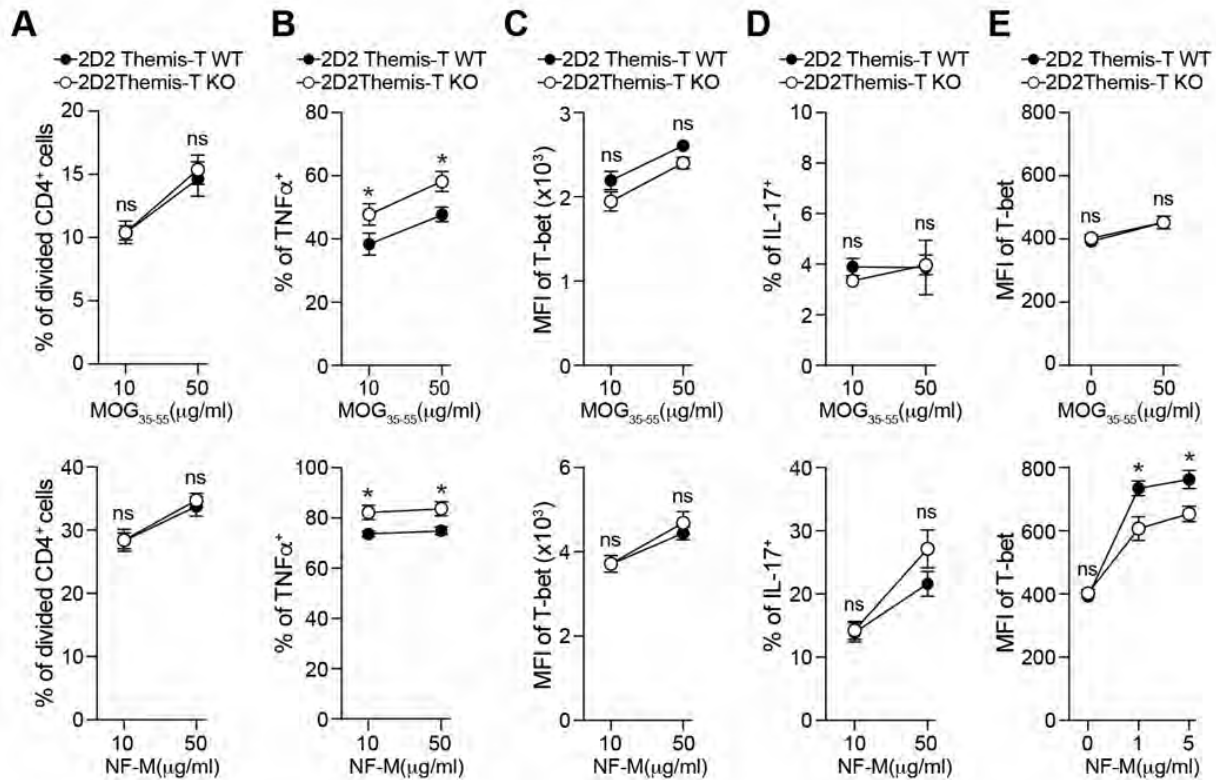 A B C D E
2D2 Themis-T WT 2D2 Themis-T WT 2D2 Themis-T WT 2D2 Themis-T WT 2D2 Themis-T WT
2D2Themis-T KO 2D2Themis-T KO 2D2Themis-T KO 2D2Themis-T KO 2D2Themis-T KO
% of divided CD4⁺ cells
20
15
10
5
0
ns
ns
10 50
MOG₃₅₋₅₅(μg/ml)
% of TNFα⁺
80
60
40
20
0
*
*
10 50
MOG₃₅₋₅₅(μg/ml)
MFI of T-bet (x10³)
3
2
1
0
ns
ns
10 50
MOG₃₅₋₅₅(μg/ml)
% of IL-17⁺
10
8
6
4
2
0
ns
ns
10 50
MOG₃₅₋₅₅(μg/ml)
MFI of T-bet
800
600
400
200
0
ns
ns
0 50
MOG₃₅₋₅₅(μg/ml)
% of divided CD4⁺ cells
40
30
20
10
0
ns
ns
10 50
NF-M(μg/ml)
% of TNFα⁺
100
80
60
40
20
0
*
*
10 50
NF-M(μg/ml)
MFI of T-bet (x10³)
6
4
2
0
ns
ns
10 50
NF-M(μg/ml)
% of IL-17⁺
40
30
20
10
0
ns
ns
10 50
NF-M(μg/ml)
MFI of T-bet
800
600
400
200
0
ns
*
*
0 1 5
NF-M(μg/ml)